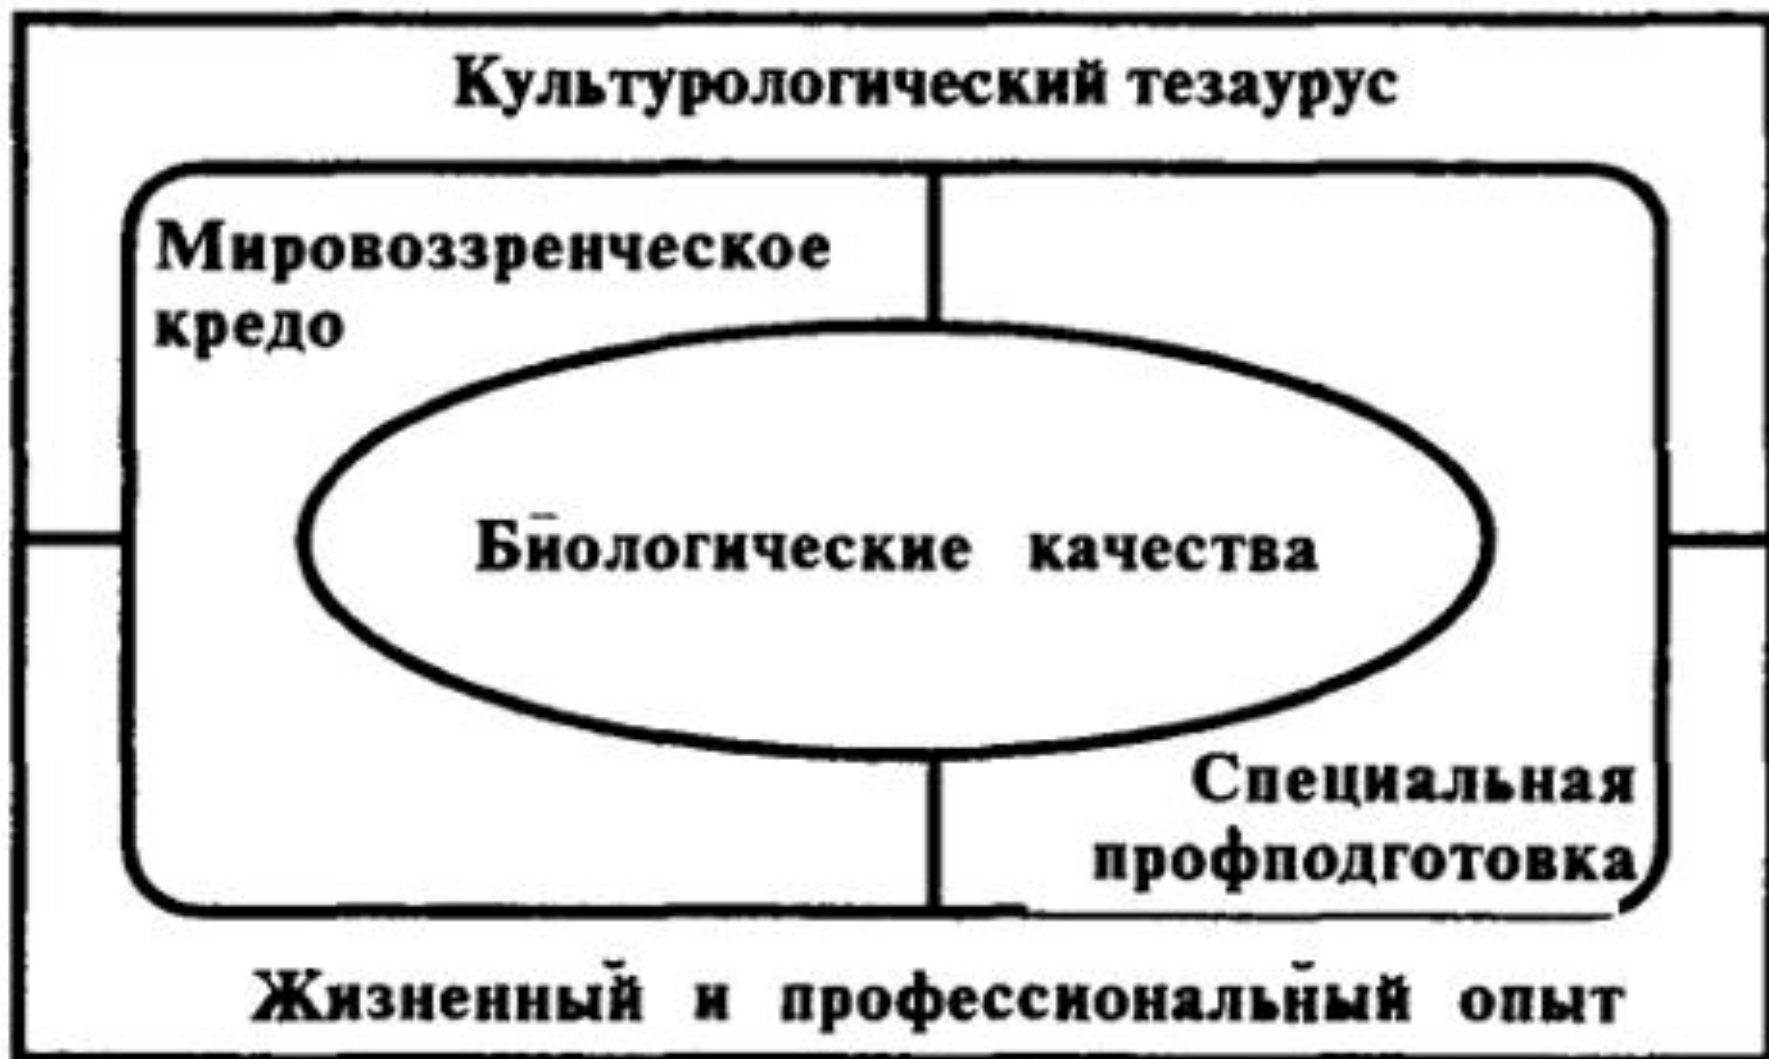 Культурологический тезаурус
Мировоззренческое
кредо
Биологические качества
Специальная
профподготовка
Жизненный и профессиональный опыт